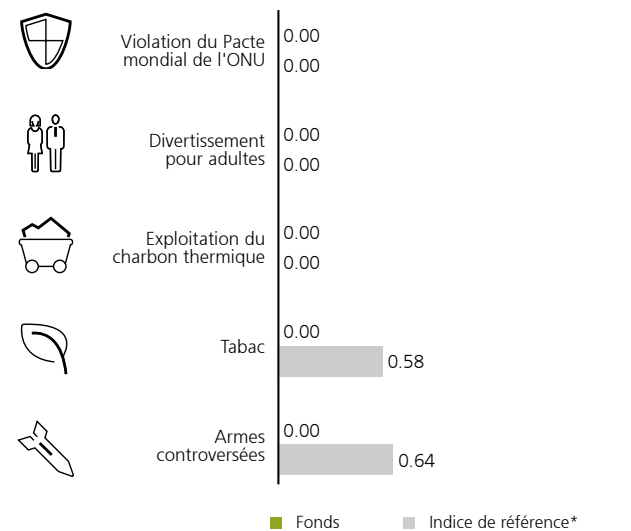 Violation du Pacte
mondial de l'ONU
0.00
0.00
Divertissement
pour adultes
0.00
0.00
Exploitation du
charbon thermique
0.00
0.00
Tabac
0.00
0.58
Armes
controversées
0.00
0.64
Fonds
Indice de référence*